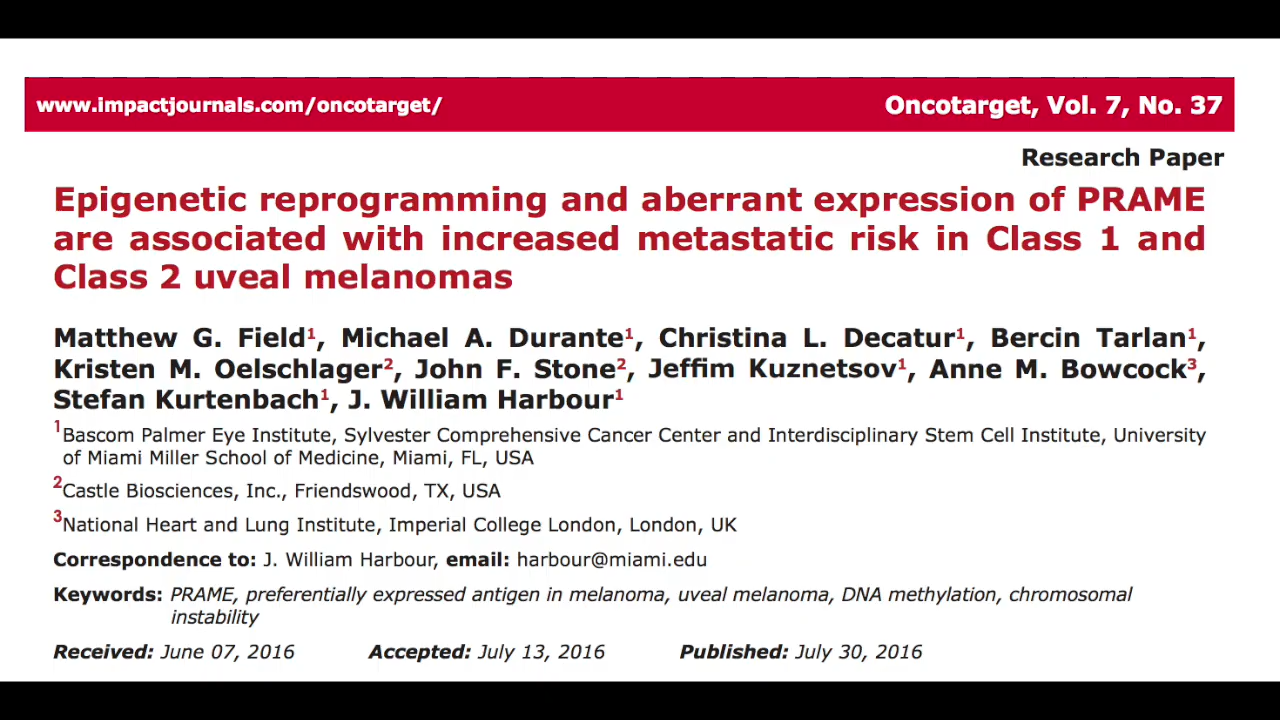 www.impactjournals.com/oncotarget/ Oncotarget, Vol. 7, No. 37
Research Paper
Epigenetic reprogramming and aberrant expression of PRAME
are associated with increased metastatic risk in Class 1 and
Class 2 uveal melanomas
Matthew G. Field1, Michael A. Durante1, Christina L. Decatur1, Bercin Tarlan1,
Kristen M. Oelschlager2, John F. Stone2, Jeffim Kuznetsov1, Anne M. Bowcock3,
Stefan Kurtenbach1, J. William Harbour1
1Bascom Palmer Eye Institute, Sylvester Comprehensive Cancer Center and Interdisciplinary Stem Cell Institute, University
of Miami Miller School of Medicine, Miami, FL, USA
2Castle Biosciences, Inc., Friendswood, TX, USA
3National Heart and Lung Institute, Imperial College London, London, UK
Correspondence to: J. William Harbour, email: harbour@miami.edu
Keywords: PRAME, preferentially expressed antigen in melanoma, uveal melanoma, DNA methylation, chromosomal
instability
Received: June 07, 2016 Accepted: July 13, 2016 Published: July 30, 2016